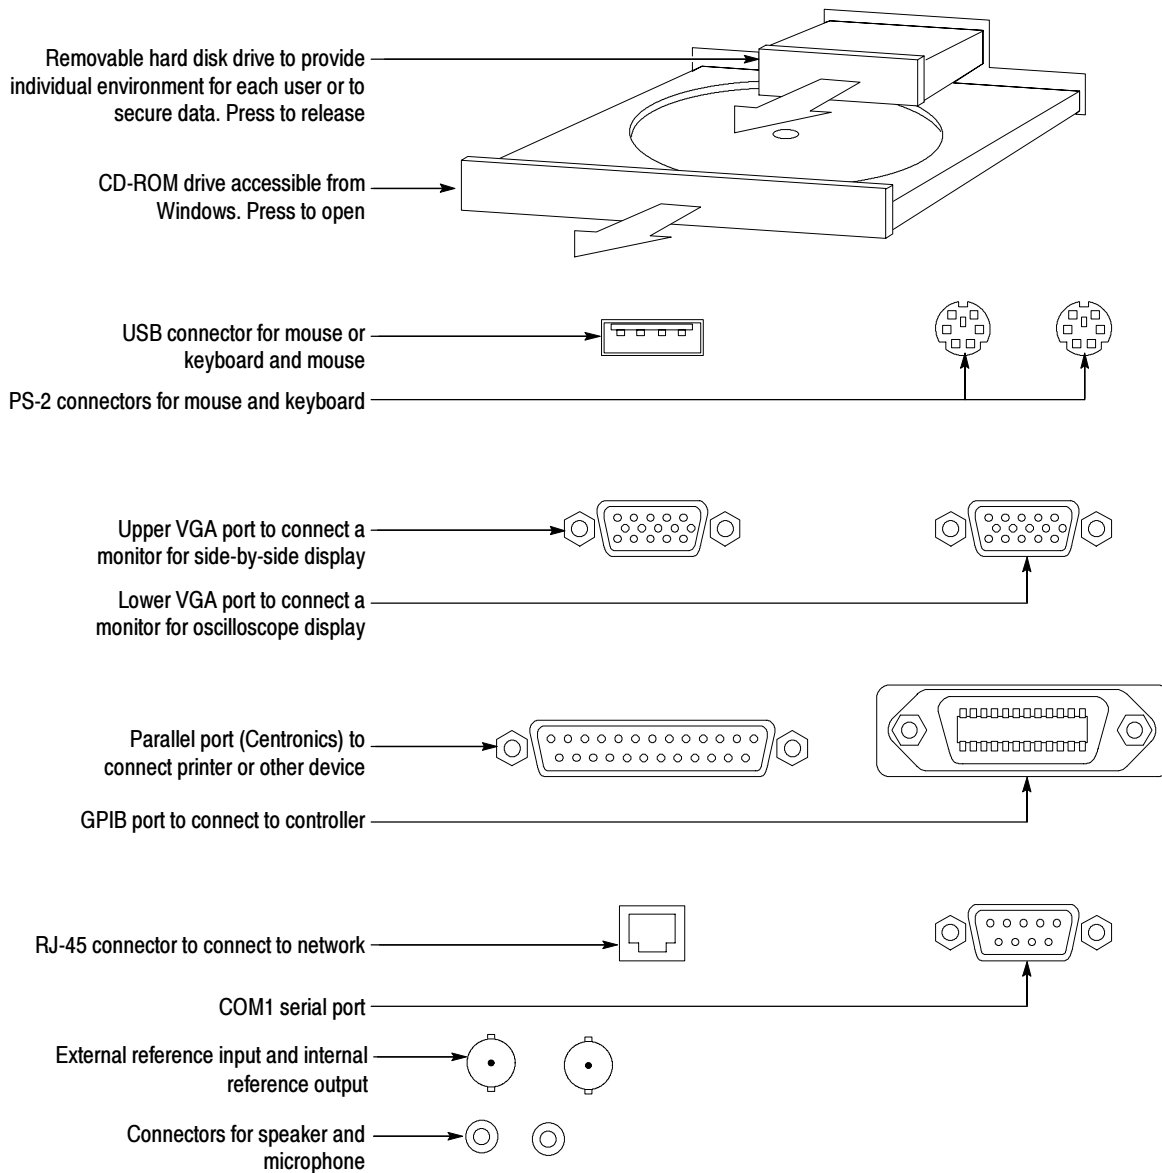 Removable hard disk drive to provide
individual environment for each user or to
secure data. Press to release
CD-ROM drive accessible from
Windows. Press to open
USB connector for mouse or
keyboard and mouse
PS-2 connectors for mouse and keyboard
Upper VGA port to connect a
monitor for side-by-side display
Lower VGA port to connect a
monitor for oscilloscope display
Parallel port (Centronics) to
connect printer or other device
GPIB port to connect to controller
RJ-45 connector to connect to network
COM1 serial port
External reference input and internal
reference output
Connectors for speaker and
microphone